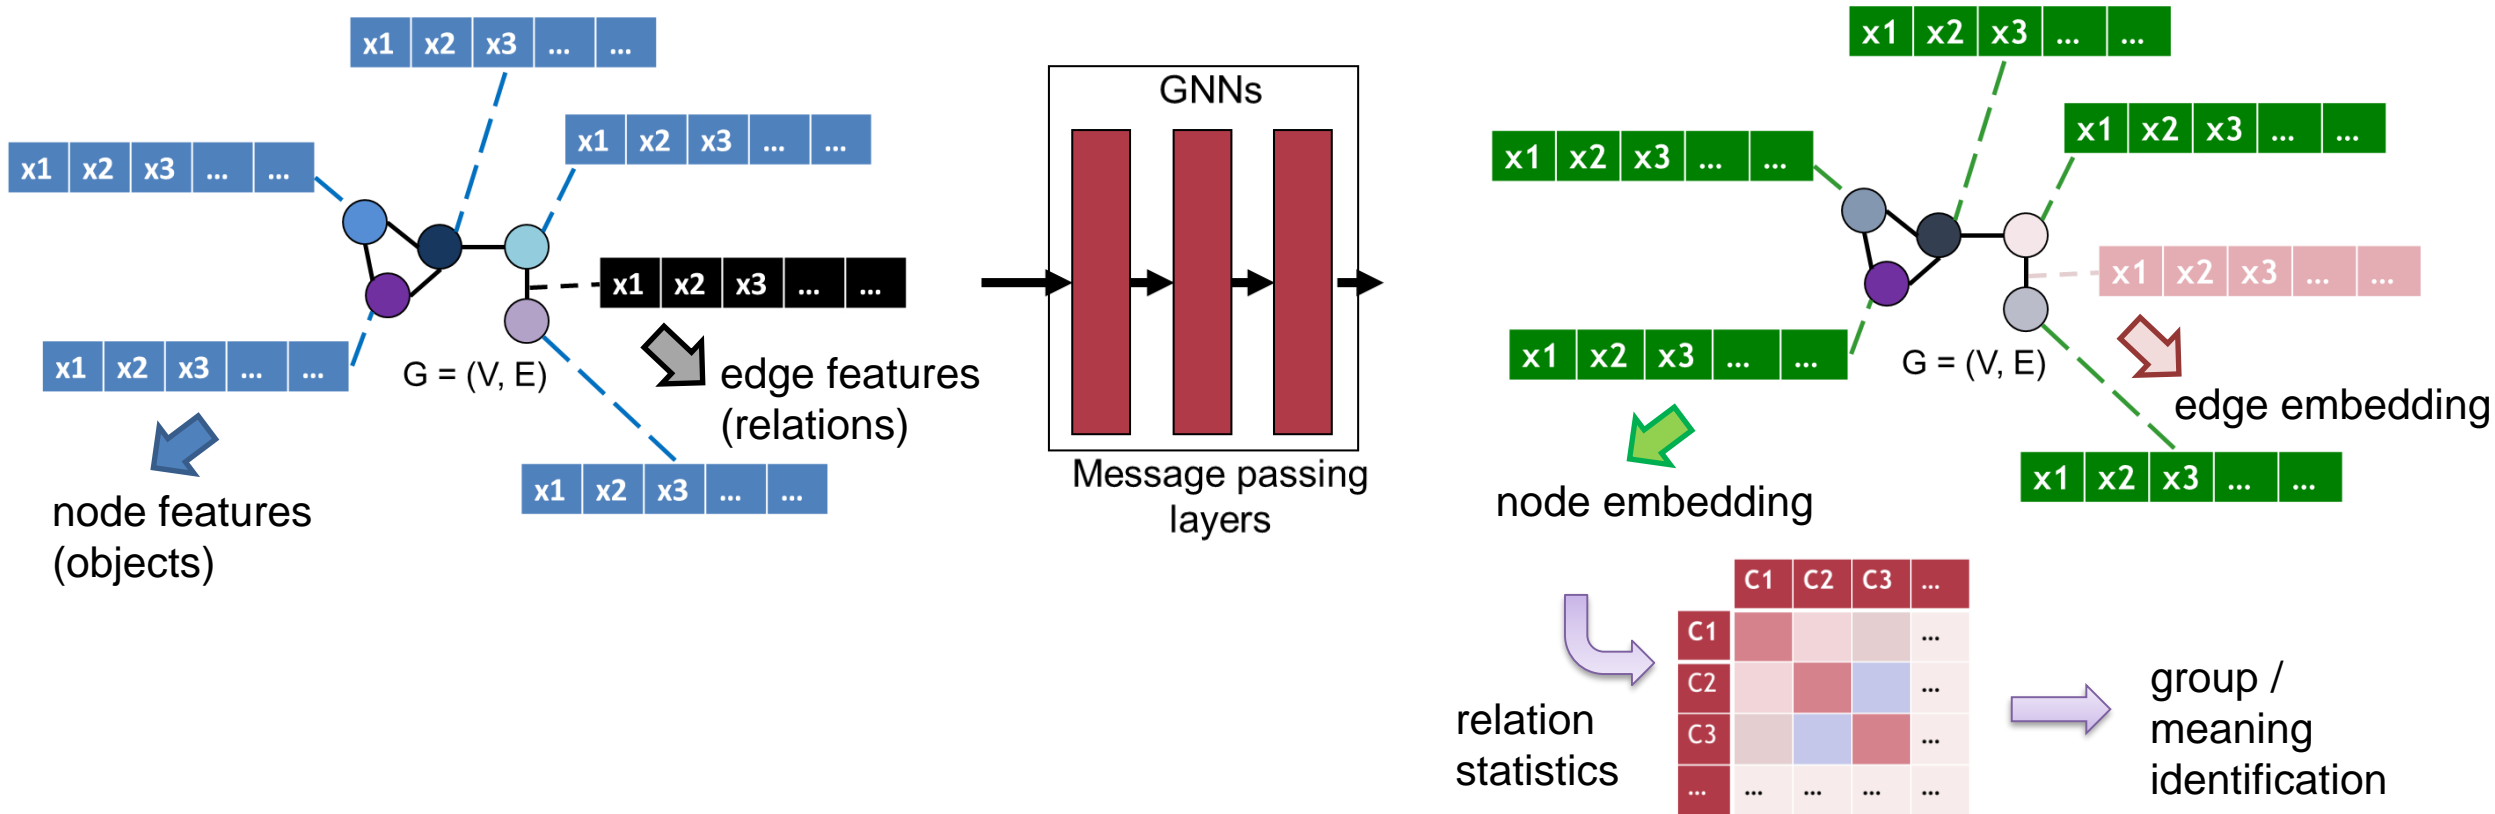 x1 x2 x3 ... ...
x1 x2 x3 ... ...
x1 x2 x3 ... ...
x1 x2 x3 ... ...
x1 x2 x3 ... ...
G = (V, E)
edge features
(relations)
x1 x2 x3 ... ...
node features
(objects)
GNNs
Message passing
layers
x1 x2 x3 ... ...
x1 x2 x3 ... ...
x1 x2 x3 ... ...
x1 x2 x3 ... ...
x1 x2 x3 ... ...
G = (V, E)
edge embedding
x1 x2 x3 ... ...
node embedding
relation
statistics
C1 C2 C3 ...
C1 ...
C2 ...
C3 ...
... ... ... ... ...
group /
meaning
identification